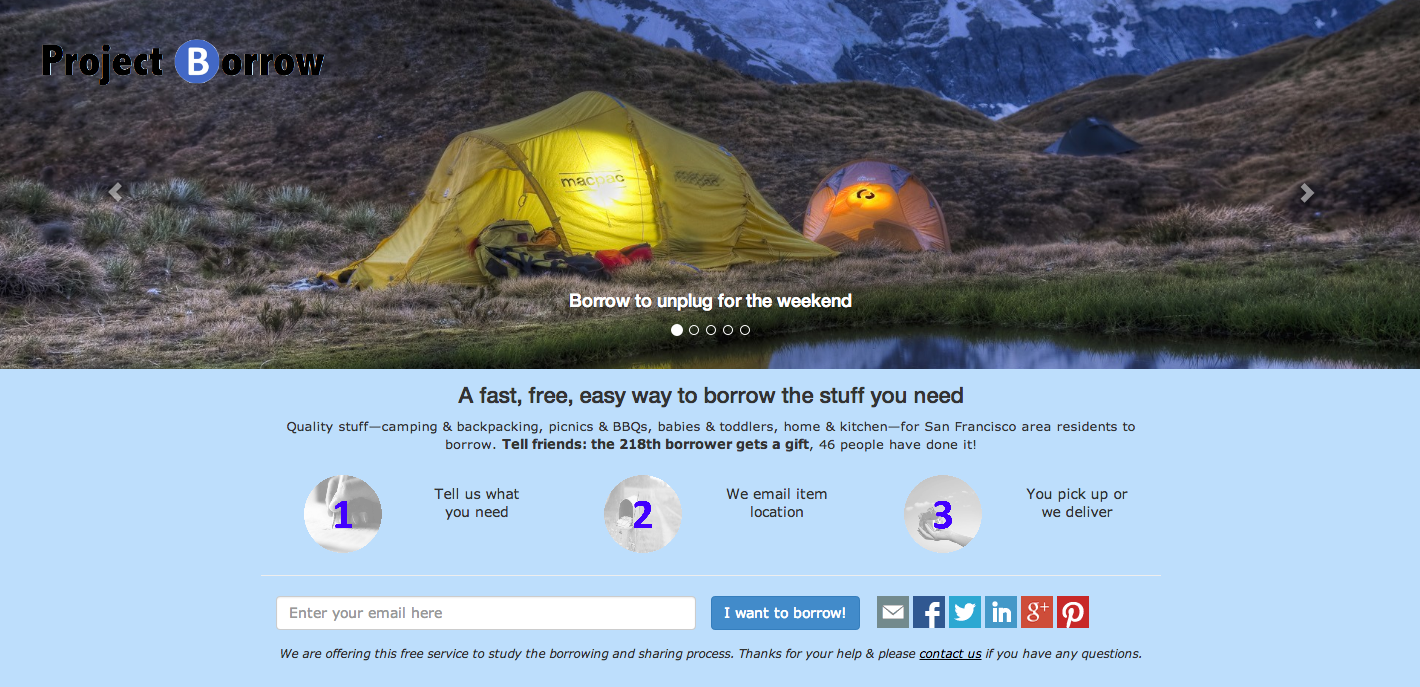 Project Borrow
macpac
Borrow to unplug for the weekend
A fast, free, easy way to borrow the stuff you need
Quality stuff—camping & backpacking, picnics & BBQs, babies & toddlers, home & kitchen—for San Francisco area residents to
borrow. Tell friends: the 218th borrower gets a gift, 46 people have done it!
1
Tell us what
you need
2
We email item
location
3
You pick up or
we deliver
Enter your email here
I want to borrow!
f
in
g+
We are offering this free service to study the borrowing and sharing process. Thanks for your help & please contact us if you have any questions.